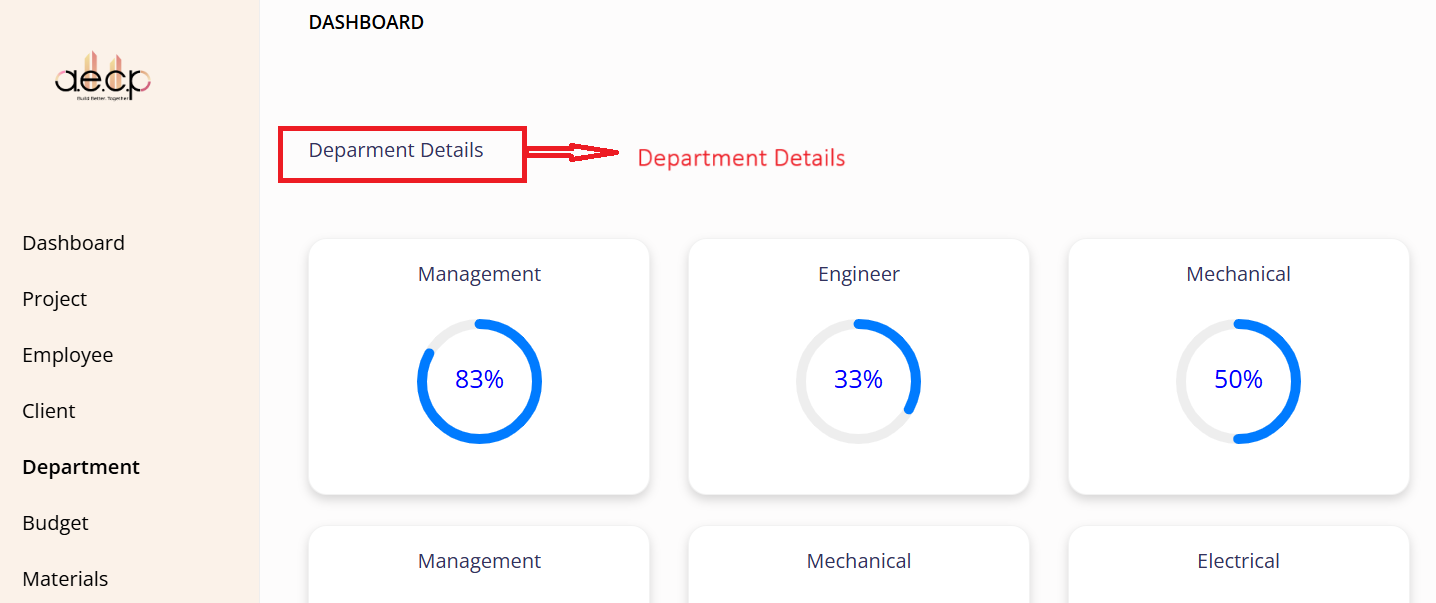 DASHBOARD
a.e.c.p
Build Better. Together
Deparment Details
Department Details
Dashboard
Project
Employee
Client
Department
Budget
Materials
Management
Engineer
Mechanical
83%
33%
50%
Management
Mechanical
Electrical